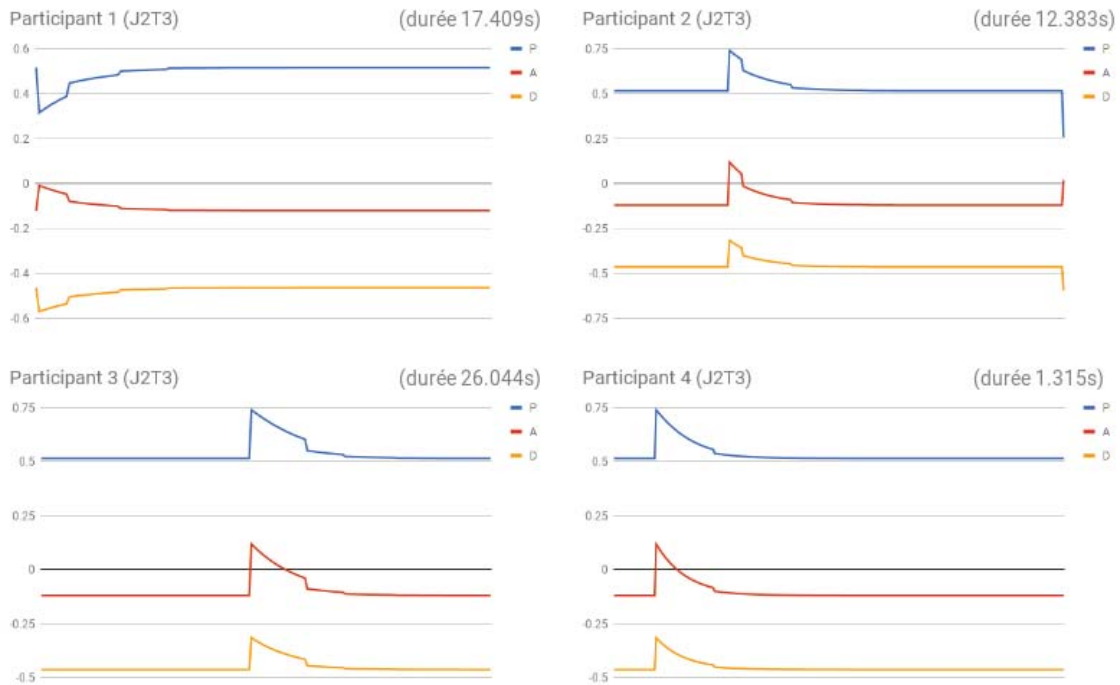 Participant 1 (J2T3) (durée 17.409s)
0.6
0.4
0.2
0
-0.2
-0.4
-0.6
P
A
D
Participant 2 (J2T3) (durée 12.383s)
0.75
0.5
0.25
0
-0.25
-0.5
-0.75
P
A
D
Participant 3 (J2T3) (durée 26.044s)
0.75
0.5
0.25
0
-0.25
-0.5
P
A
D
Participant 4 (J2T3) (durée 1.315s)
0.75
0.5
0.25
0
-0.25
-0.5
P
A
D